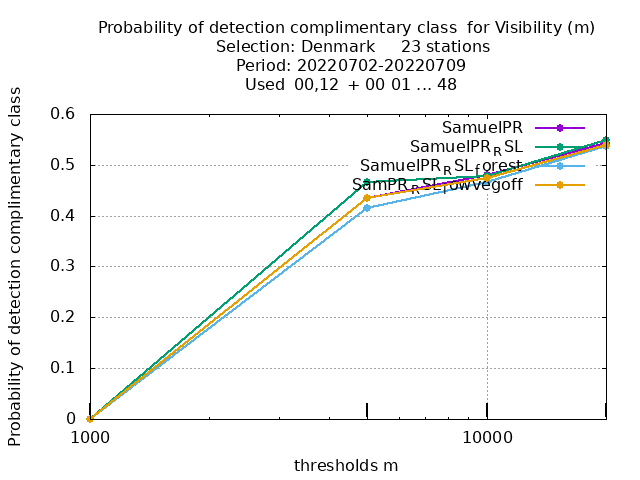 Probability of detection complimentary class  for Visibility (m)
Selection: Denmark     23 stations
Period: 20220702-20220709
Used  00,12  + 00 01 ... 48
Probability of detection complimentary class
0.6
0.5
0.4
0.3
0.2
0.1
0
SamuelPR
SamuelPR_RSL
SamuelPR_RSL_forest
SamPR_RSL_lowvegoff
1000
10000
thresholds m